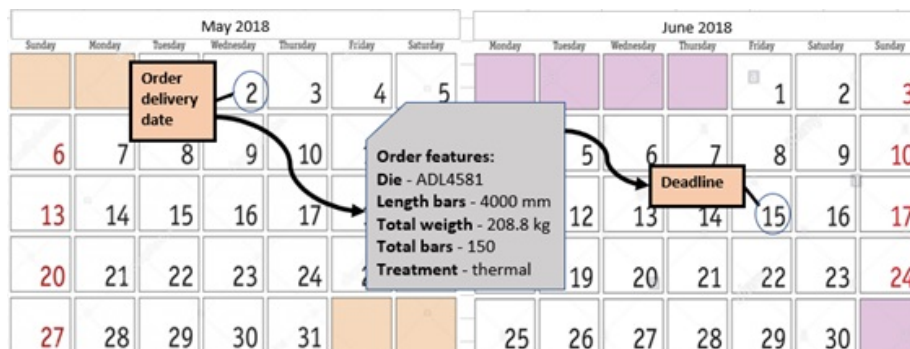 May 2018
Sunday Monday Tuesday Wednesday Thursday Friday Saturday
2 3 4 5
6 7 8 9 10
13 14 15 16 17
20 21 22 23 24
27 28 29 30 31
Order
delivery
date
Order features:
Die - ADL4581
Length bars - 4000 mm
Total weigth - 208.8 kg
Total bars - 150
Treatment - thermal
June 2018
Monday Tuesday Wednesday Thursday Friday Saturday Sunday
1 2 3
5 6 7 8 9 10
12 13 14 15 16 17
19 20 21 22 23 24
25 26 27 28 29 30
Deadline